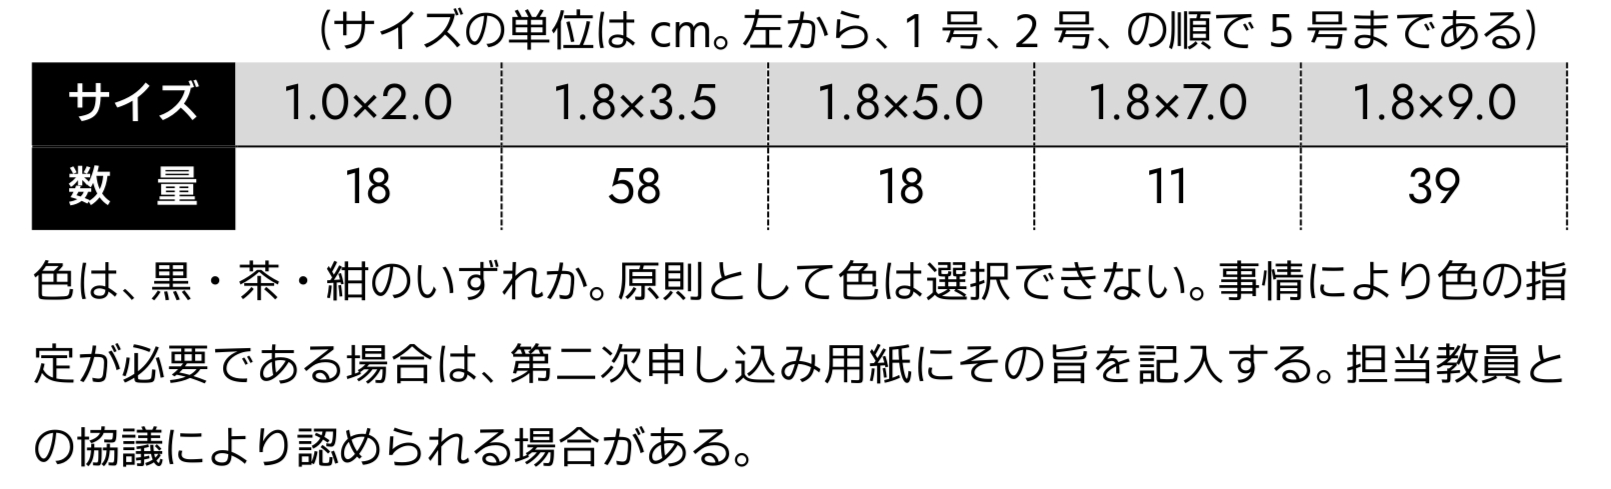 (サイズの単位は cm。左から、1 号、2 号、の順で 5 号まである)
サイズ 1.0×2.0 1.8×3.5 1.8×5.0 1.8×7.0 1.8×9.0
数　量 18 58 18 11 39
色は、黒・茶・紺のいずれか。原則として色は選択できない。事情により色の指
定が必要である場合は、第二次申し込み用紙にその旨を記入する。担当教員と
の協議により認められる場合がある。